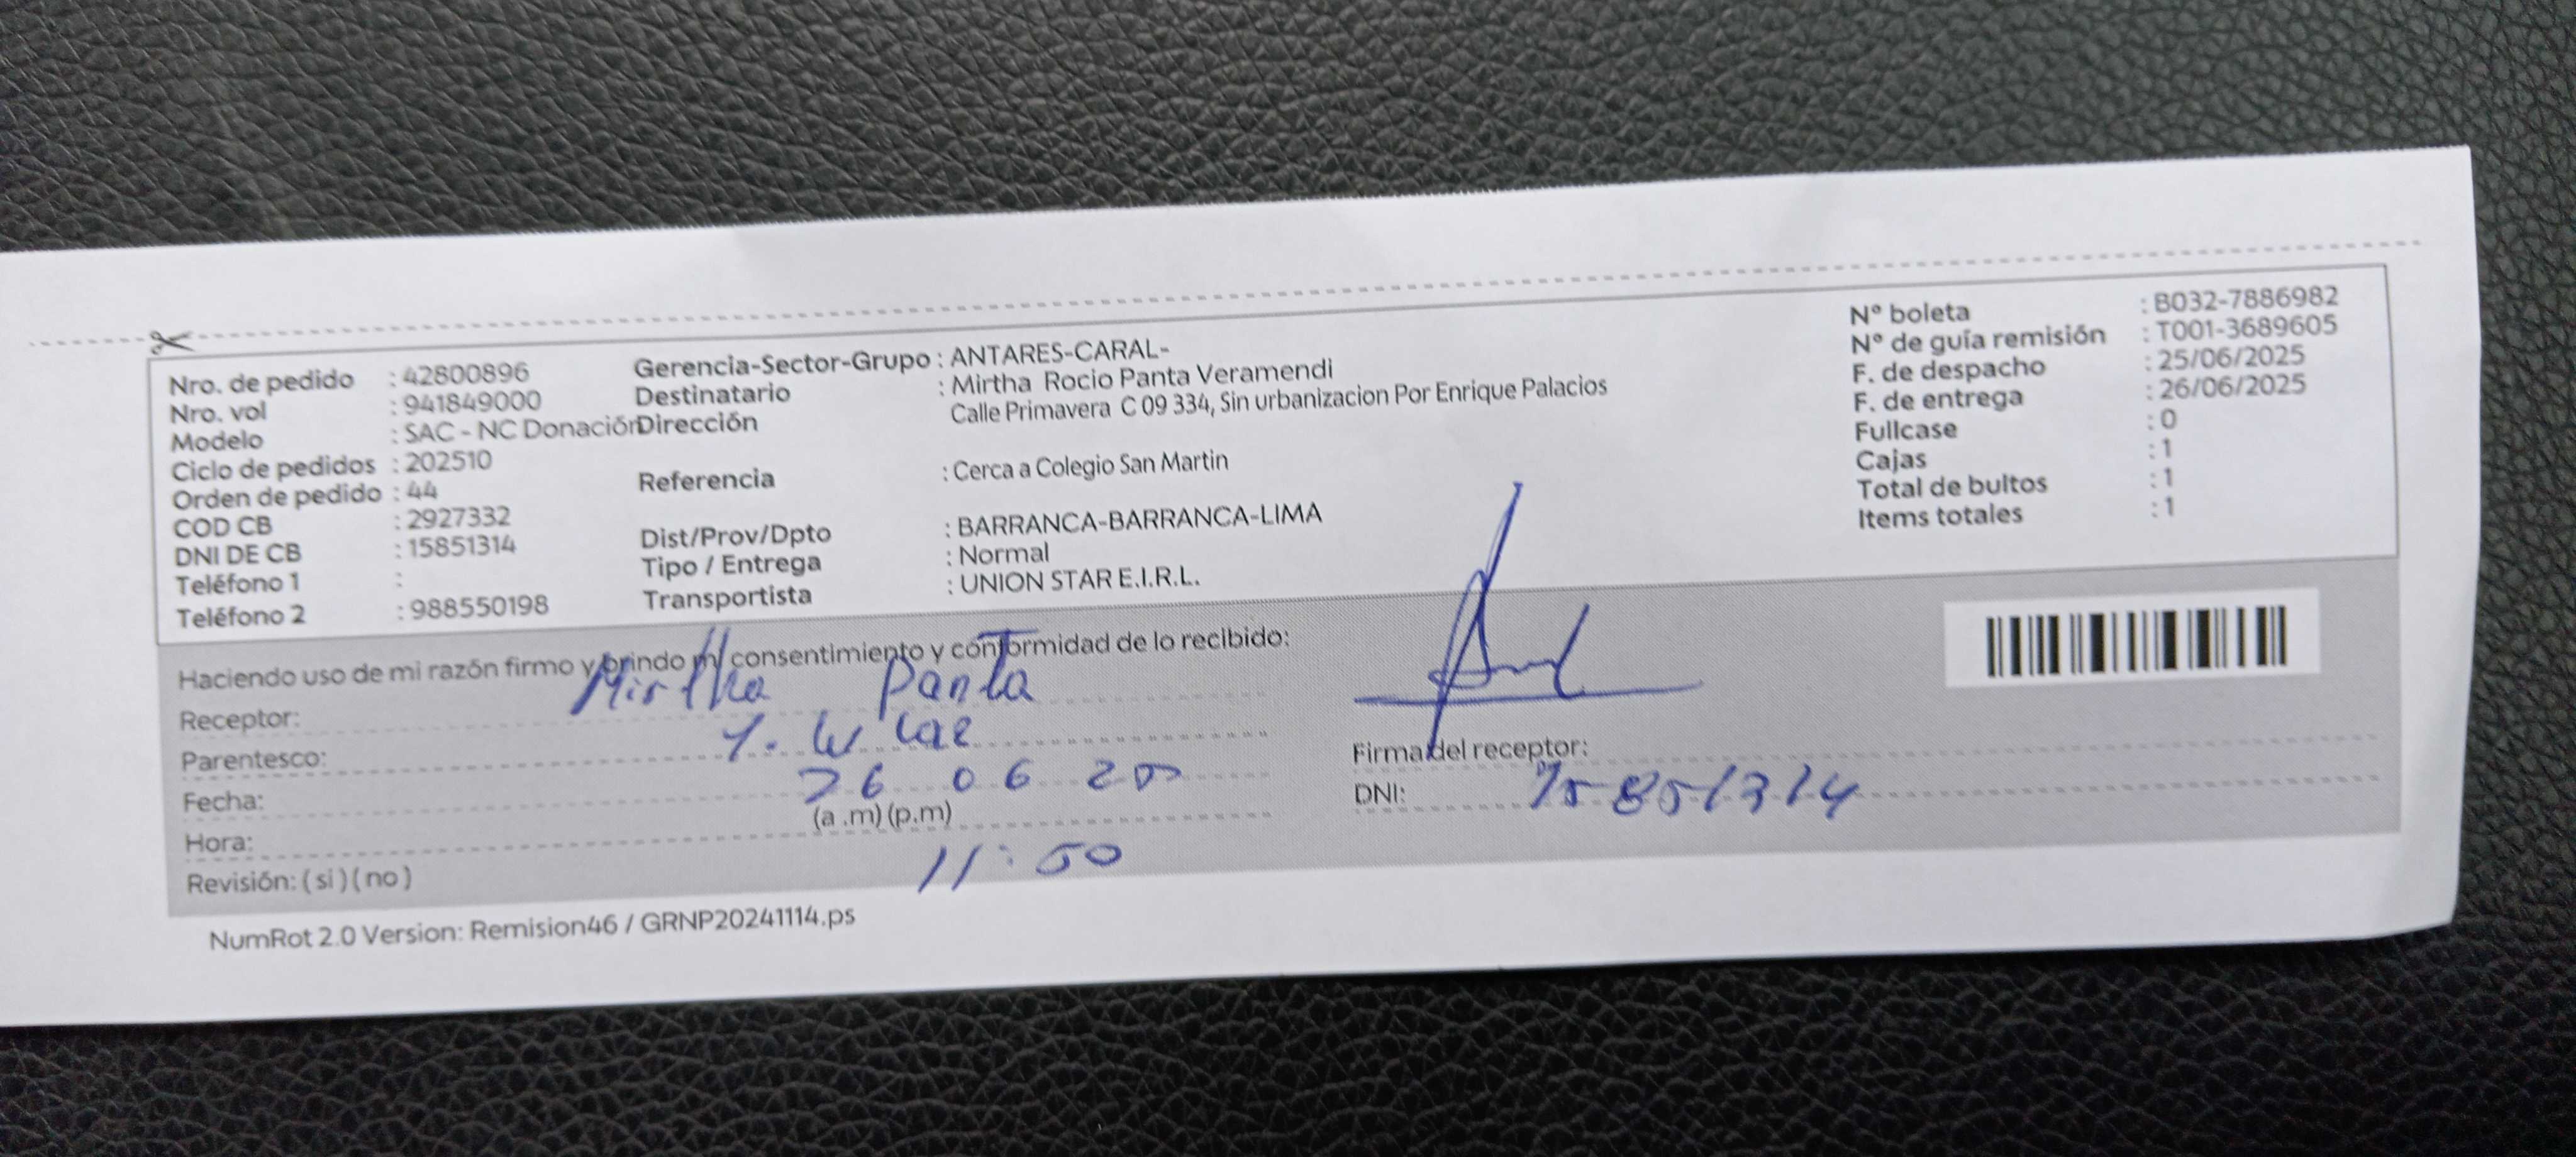 Nro. de pedido : 42800896
Nro. vol : 941849000
Modelo : SAC - NC Donación
Ciclo de pedidos : 202510
Orden de pedido : 44
COD CB : 2927332
DNI DE CB : 15851314
Teléfono 1 :
Teléfono 2 : 988550198
Gerencia-Sector-Grupo : ANTARES-CARAL-
Destinatario : Mirtha Rocio Panta Veramendi
Dirección Calle Primavera C 09 334, Sin urbanizacion Por Enrique Palacios
Referencia : Cerca a Colegio San Martin
Dist/Prov/Dpto : BARRANCA-BARRANCA-LIMA
Tipo / Entrega : Normal
Transportista : UNION STAR E.I.R.L.
Nº boleta : B032-7886982
Nº de guía remisión : T001-3689605
F. de despacho : 25/06/2025
F. de entrega : 26/06/2025
Fullcase : 0
Cajas : 1
Total de bultos : 1
Items totales : 1
Haciendo uso de mi razón firmo y brindo mi consentimiento y conformidad de lo recibido:
Receptor: Mirtha Panta
Parentesco:
Fecha: 26 06
Hora: (a .m) (p.m)
11:50
Revisión: ( si ) ( no )
Firma del receptor:
DNI: 15851314
NumRot 2.0 Version: Remision46 / GRNP20241114.ps